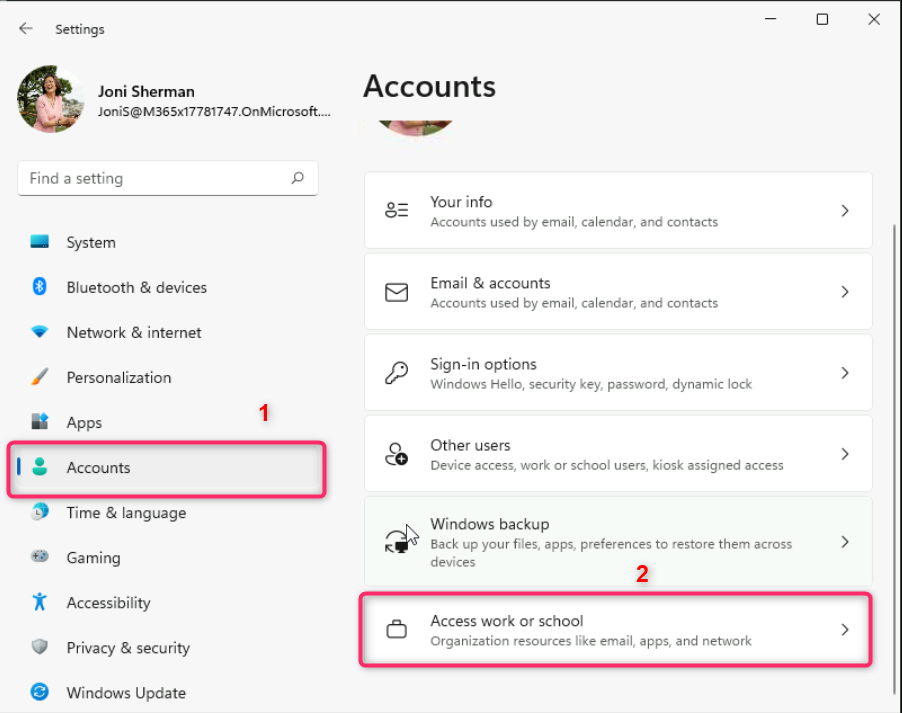 Settings
Joni Sherman
JoniS@M365x17781747.OnMicrosoft....
Find a setting
System
Bluetooth & devices
Network & internet
Personalization
Apps
1
Accounts
Time & language
Gaming
Accessibility
Privacy & security
Windows Update
Accounts
Your info
Accounts used by email, calendar, and contacts
Email & accounts
Accounts used by email, calendar, and contacts
Sign-in options
Windows Hello, security key, password, dynamic lock
Other users
Device access, work or school users, kiosk assigned access
Windows backup
Back up your files, apps, preferences to restore them across
devices
2
Access work or school
Organization resources like email, apps, and network